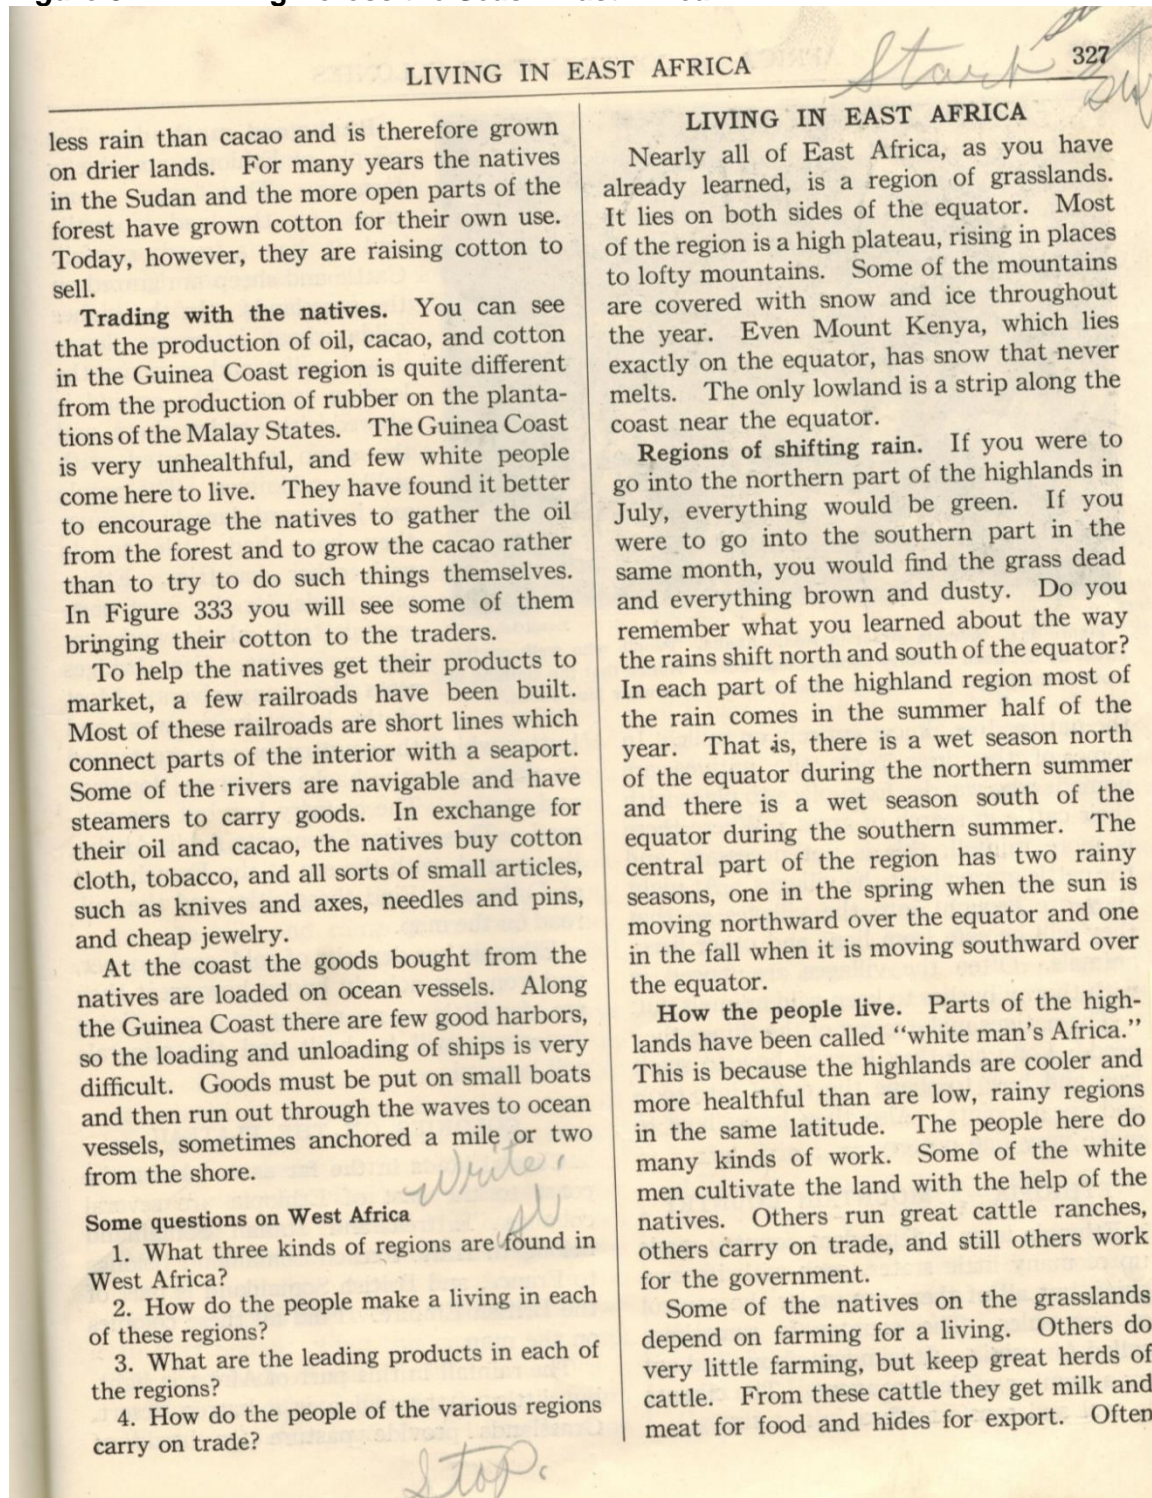 LIVING IN EAST AFRICA
327
Start
less rain than cacao and is therefore grown
on drier lands. For many years the natives
in the Sudan and the more open parts of the
forest have grown cotton for their own use.
Today, however, they are raising cotton to
sell.
Trading with the natives. You can see
that the production of oil, cacao, and cotton
in the Guinea Coast region is quite different
from the production of rubber on the planta-
tions of the Malay States. The Guinea Coast
is very unhealthful, and few white people
come here to live. They have found it better
to encourage the natives to gather the oil
from the forest and to grow the cacao rather
than to try to do such things themselves.
In Figure 333 you will see some of them
bringing their cotton to the traders.
To help the natives get their products to
market, a few railroads have been built.
Most of these railroads are short lines which
connect parts of the interior with a seaport.
Some of the rivers are navigable and have
steamers to carry goods. In exchange for
their oil and cacao, the natives buy cotton
cloth, tobacco, and all sorts of small articles,
such as knives and axes, needles and pins,
and cheap jewelry.
At the coast the goods bought from the
natives are loaded on ocean vessels. Along
the Guinea Coast there are few good harbors,
so the loading and unloading of ships is very
difficult. Goods must be put on small boats
and then run out through the waves to ocean
vessels, sometimes anchored a mile or two
from the shore.
Write.
Some questions on West Africa
1. What three kinds of regions are found in
West Africa?
2. How do the people make a living in each
of these regions?
3. What are the leading products in each of
the regions?
4. How do the people of the various regions
carry on trade?
Stop.
LIVING IN EAST AFRICA
Nearly all of East Africa, as you have
already learned, is a region of grasslands.
It lies on both sides of the equator. Most
of the region is a high plateau, rising in places
to lofty mountains. Some of the mountains
are covered with snow and ice throughout
the year. Even Mount Kenya, which lies
exactly on the equator, has snow that never
melts. The only lowland is a strip along the
coast near the equator.
Regions of shifting rain. If you were to
go into the northern part of the highlands in
July, everything would be green. If you
were to go into the southern part in the
same month, you would find the grass dead
and everything brown and dusty. Do you
remember what you learned about the way
the rains shift north and south of the equator?
In each part of the highland region most of
the rain comes in the summer half of the
year. That is, there is a wet season north
of the equator during the northern summer
and there is a wet season south of the
equator during the southern summer. The
central part of the region has two rainy
seasons, one in the spring when the sun is
moving northward over the equator and one
in the fall when it is moving southward over
the equator.
How the people live. Parts of the high-
lands have been called "white man's Africa."
This is because the highlands are cooler and
more healthful than are low, rainy regions
in the same latitude. The people here do
many kinds of work. Some of the white
men cultivate the land with the help of the
natives. Others run great cattle ranches,
others carry on trade, and still others work
for the government.
Some of the natives on the grasslands
depend on farming for a living. Others do
very little farming, but keep great herds of
cattle. From these cattle they get milk and
meat for food and hides for export. Often